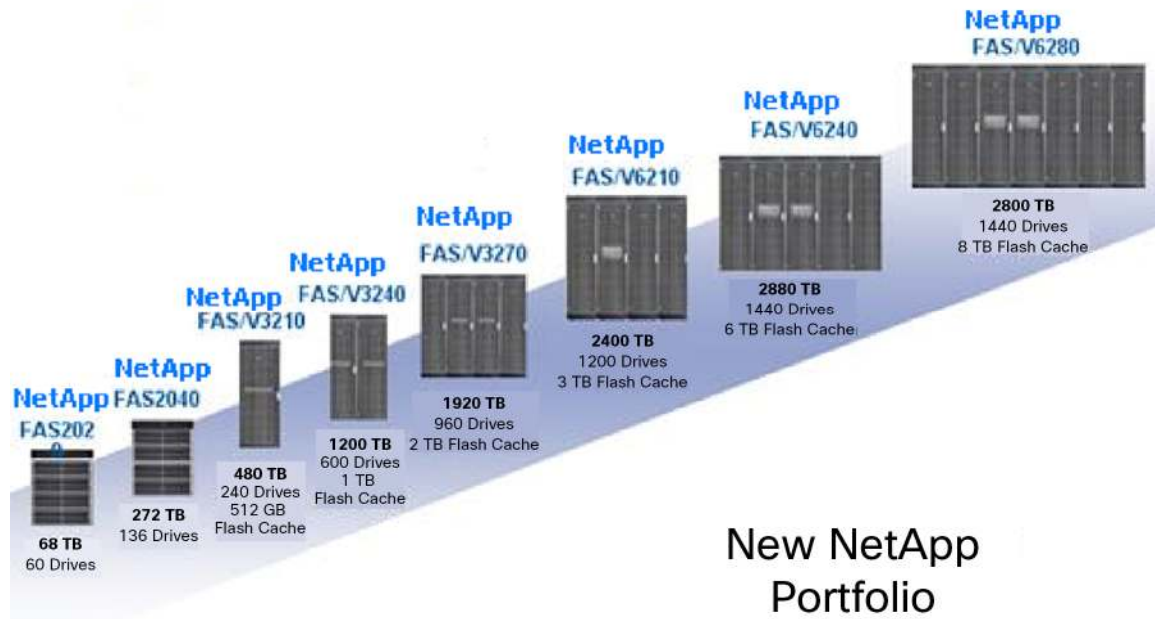 NetApp
FAS202
0
68 TB
60 Drives
NetApp
FAS2040
272 TB
136 Drives
NetApp
FAS/V3210
480 TB
240 Drives
512 GB
Flash Cache
NetApp
FAS/V3240
1200 TB
600 Drives
1 TB
Flash Cache
NetApp
FAS/V3270
1920 TB
960 Drives
2 TB Flash Cache
NetApp
FAS/V6210
2400 TB
1200 Drives
3 TB Flash Cache
NetApp
FAS/V6240
2880 TB
1440 Drives
6 TB Flash Cache
NetApp
FAS/V6280
2800 TB
1440 Drives
8 TB Flash Cache
New NetApp
Portfolio